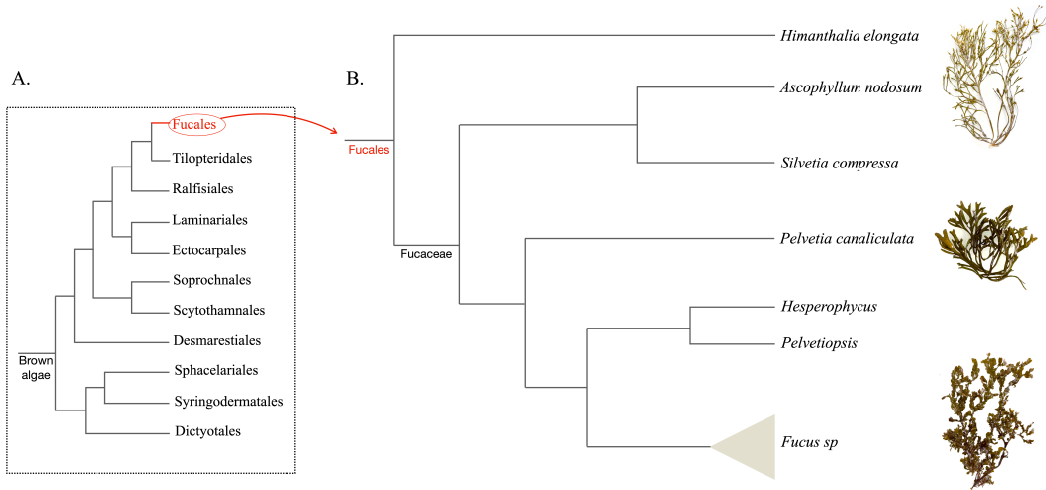 A.
Fucales
Tilopteridales
Ralfisiales
Laminariales
Ectocarpales
Soprochnales
Scytothamnales
Desmarestiales
Brown
algae
Sphacelariales
Syringodermatales
Dictyotales
B.
Fucales
Fucaceae
Himanthalia elongata
Ascophyllum nodosum
Silvetia compressa
Pelvetia canaliculata
Hesperophycus
Pelvetiopsis
Fucus sp